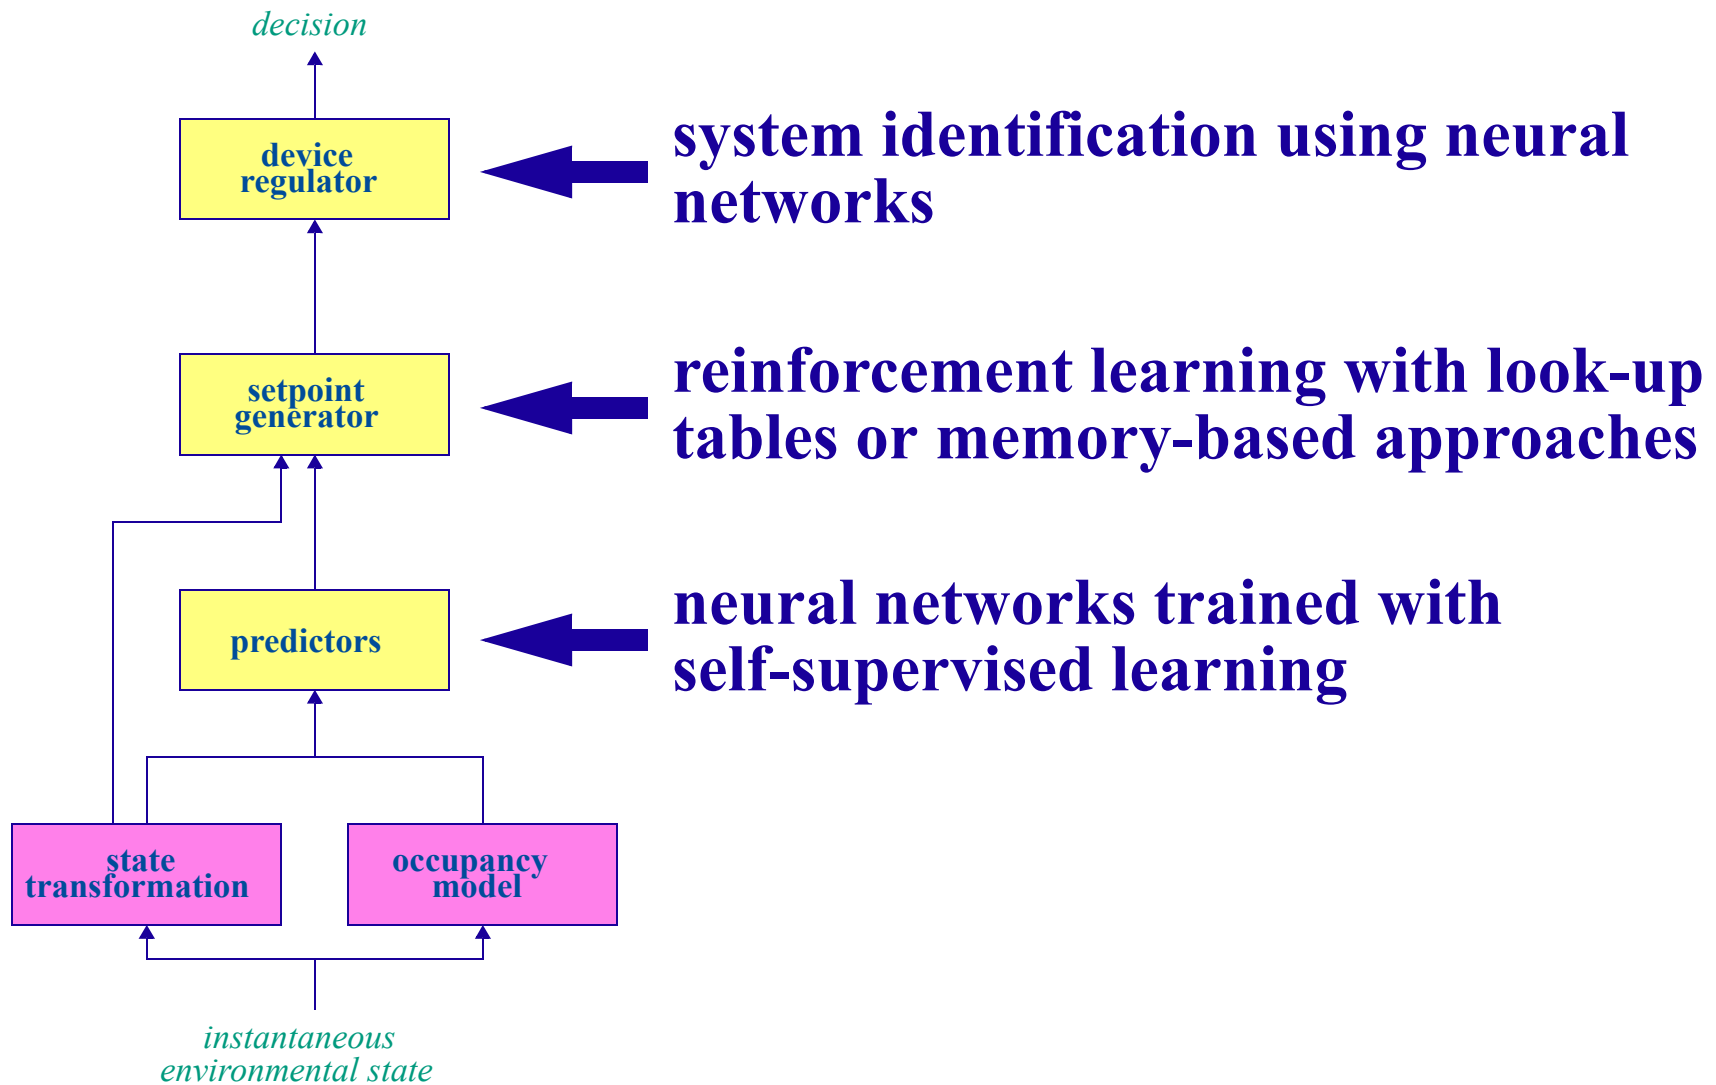 decision
device
regulator
system identification using neural
networks
setpoint
generator
reinforcement learning with look-up
tables or memory-based approaches
predictors
neural networks trained with
self-supervised learning
state
transformation
occupancy
model
instantaneous
environmental state